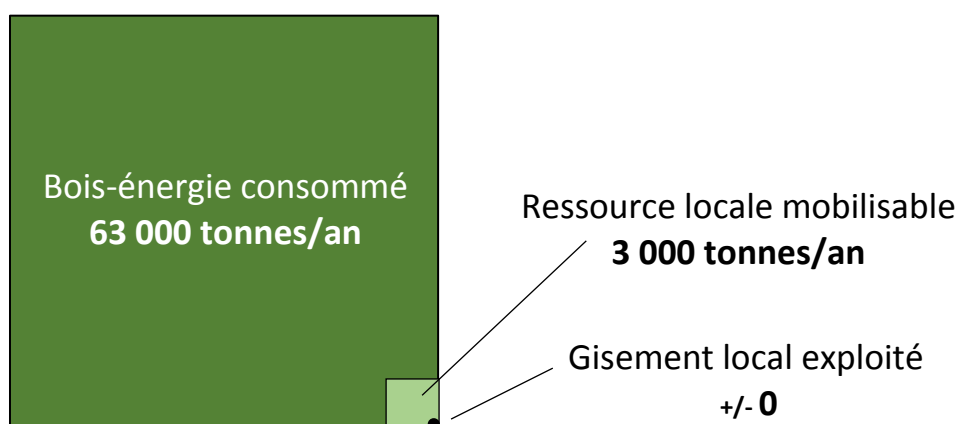 Bois-énergie consommé
63 000 tonnes/an
Ressource locale mobilisable
3 000 tonnes/an
Gisement local exploité
+/- 0